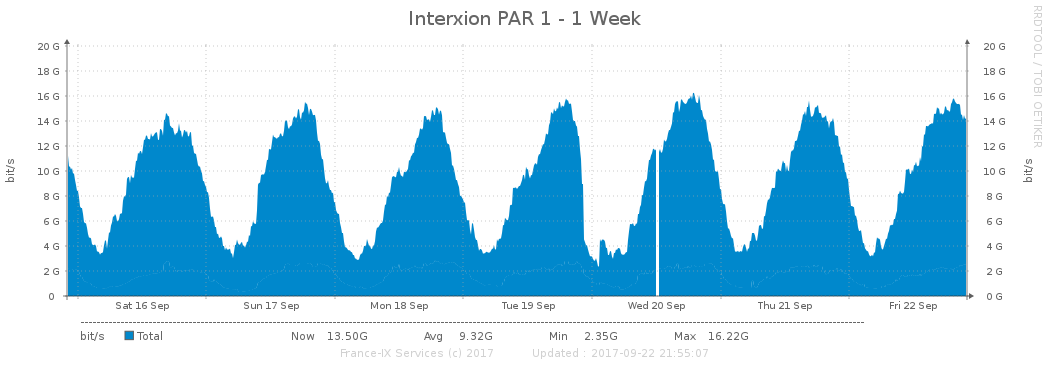 Interxion PAR 1 - 1 Week
RRDTOOL / TOBI OETIKER
20 G 20 G
18 G 18 G
16 G 16 G
14 G 14 G
12 G 12 G
10 G 10 G
8 G 8 G
6 G 6 G
4 G 4 G
2 G 2 G
0 0 G
bit/s
bit/s
Sat 16 Sep Sun 17 Sep Mon 18 Sep Tue 19 Sep Wed 20 Sep Thu 21 Sep Fri 22 Sep
bit/s Total Now 13.50G Avg 9.32G Min 2.35G Max 16.22G
France-IX Services (c) 2017 Updated : 2017-09-22 21:55:07